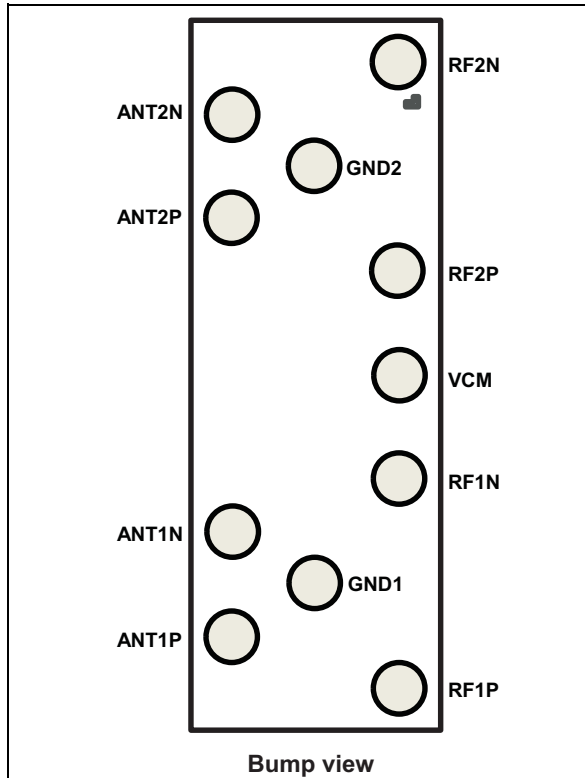 RF2N
ANT2N
GND2
ANT2P
RF2P
VCM
RF1N
ANT1N
GND1
ANT1P
RF1P
Bump view